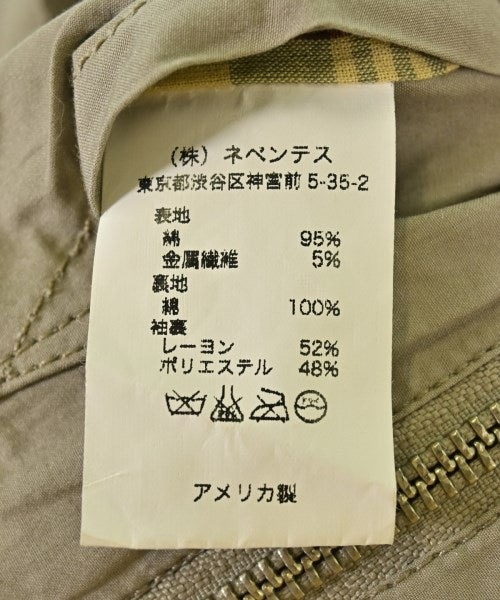 (株) ネペンテス
東京都渋谷区神宮前 5-35-2
表地
綿 95%
金属繊維 5%
裏地
綿 100%
袖裏
レーヨン 52%
ポリエステル 48%
アメリカ製